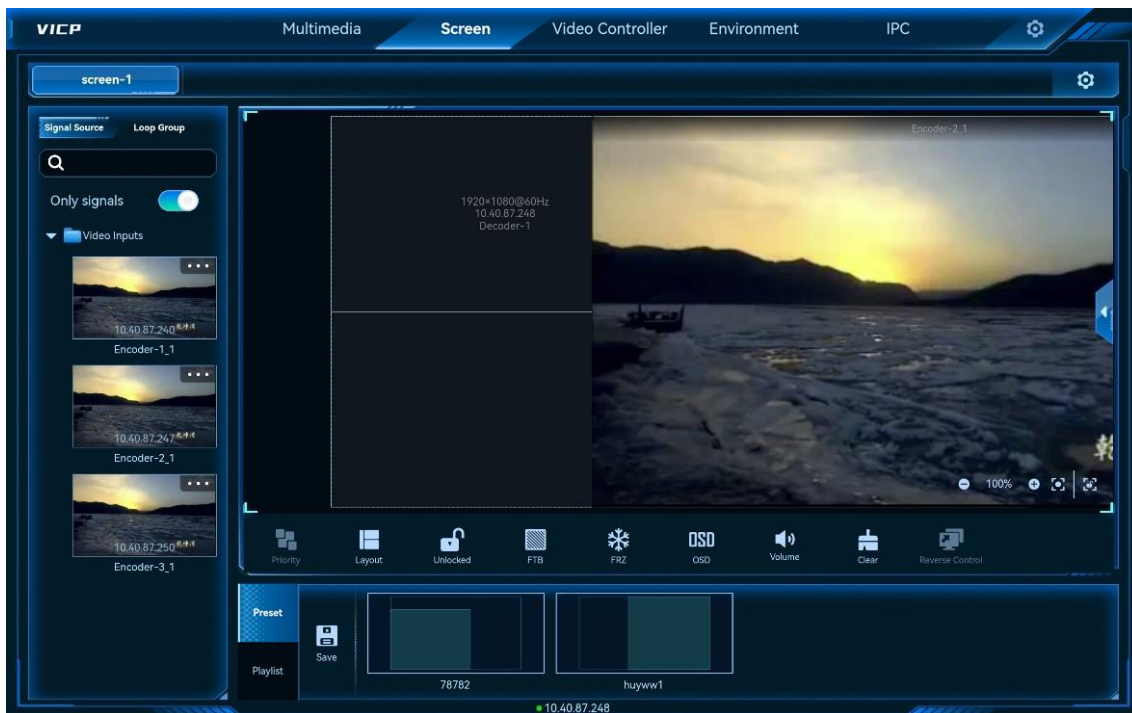 VICP
Multimedia
Screen
Video Controller
Environment
IPC
screen-1
Signal Source
Loop Group
Only signals
Video Inputs
10.40.87.240
Encoder-1_1
10.40.87.247
Encoder-2_1
10.40.87.250
Encoder-3_1
Encoder-2_1
1920×1080@60Hz
10.40.87.248
Decoder-1
乾
100%
Priority
Layout
Unlocked
FTB
FRZ
OSD
OSD
Volume
Clear
Reverse Control
Preset
Playlist
Save
78782
huyww1
10.40.87.248